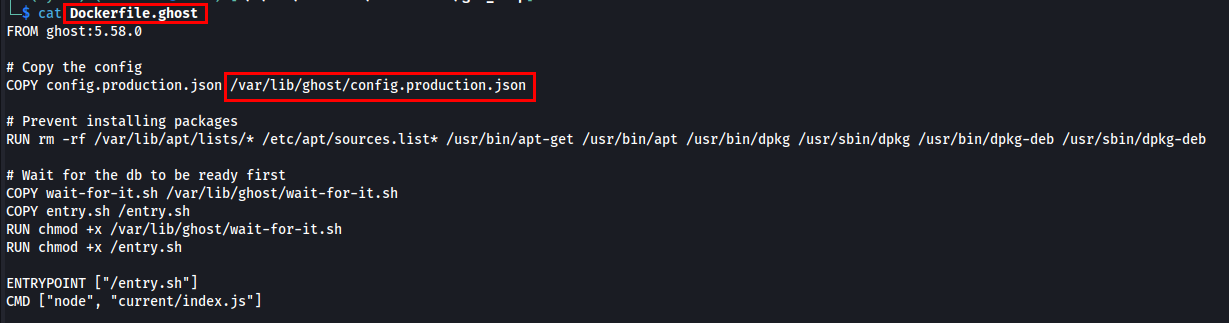 $ cat Dockerfile.ghost
FROM ghost:5.58.0
# Copy the config
COPY config.production.json /var/lib/ghost/config.production.json
# Prevent installing packages
RUN rm -rf /var/lib/apt/lists/* /etc/apt/sources.list* /usr/bin/apt-get /usr/bin/apt /usr/bin/dpkg /usr/sbin/dpkg /usr/bin/dpkg-deb /usr/sbin/dpkg-deb
# Wait for the db to be ready first
COPY wait-for-it.sh /var/lib/ghost/wait-for-it.sh
COPY entry.sh /entry.sh
RUN chmod +x /var/lib/ghost/wait-for-it.sh
RUN chmod +x /entry.sh
ENTRYPOINT ["/entry.sh"]
CMD ["node", "current/index.js"]